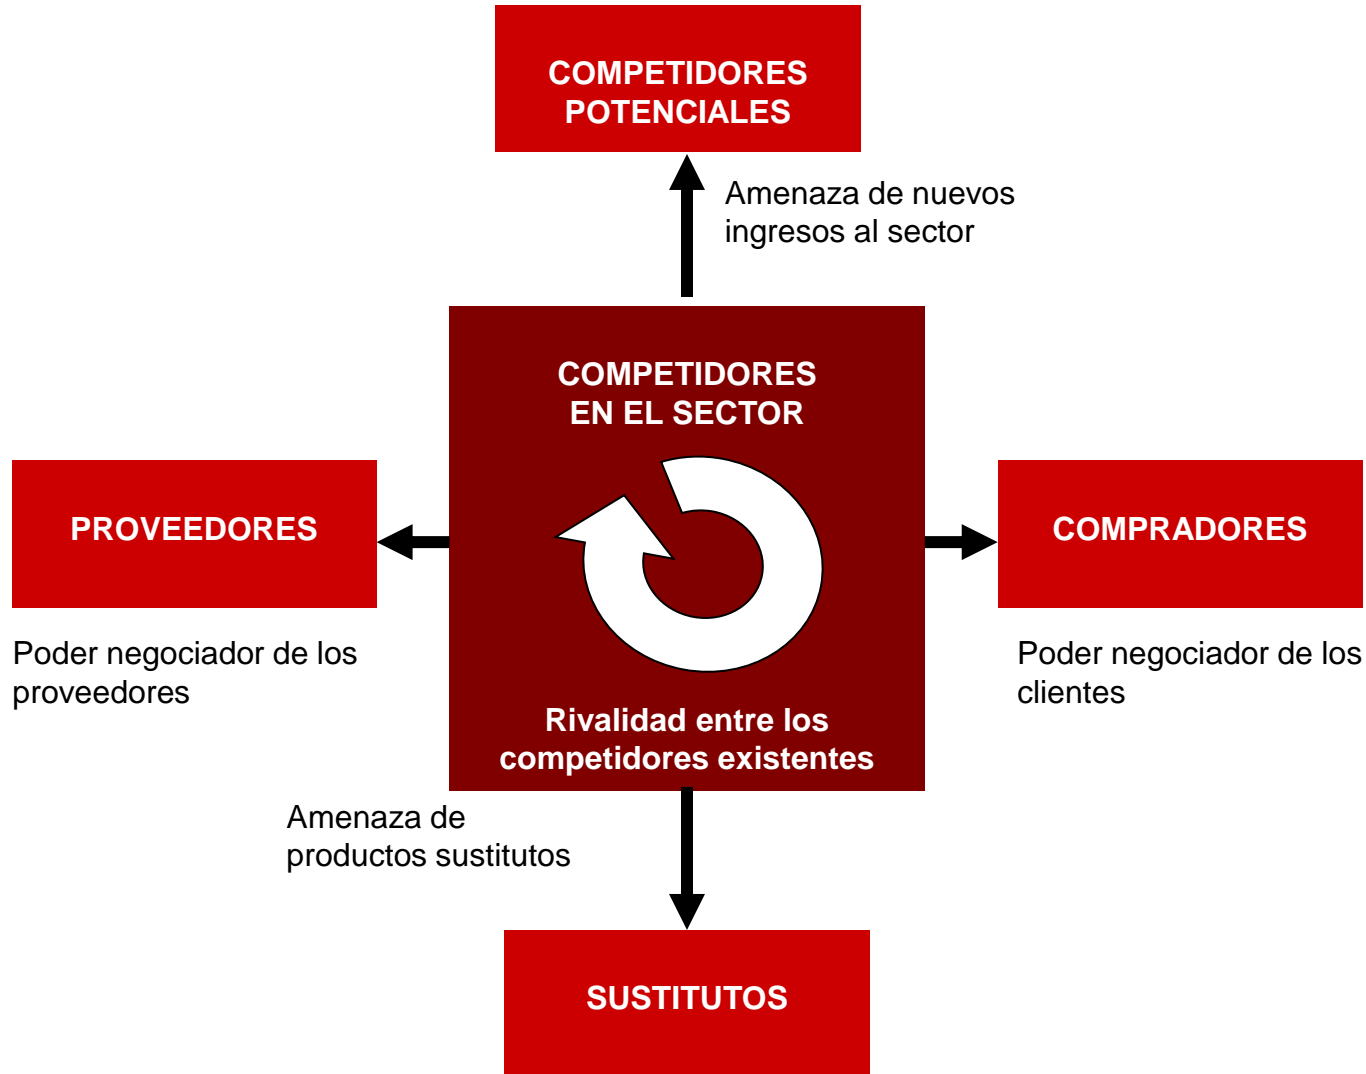 COMPETIDORES
POTENCIALES
Amenaza de nuevos
ingresos al sector
COMPETIDORES
EN EL SECTOR
PROVEEDORES
COMPRADORES
Poder negociador de los
proveedores
Poder negociador de los
clientes
Rivalidad entre los
competidores existentes
Amenaza de
productos sustitutos
SUSTITUTOS